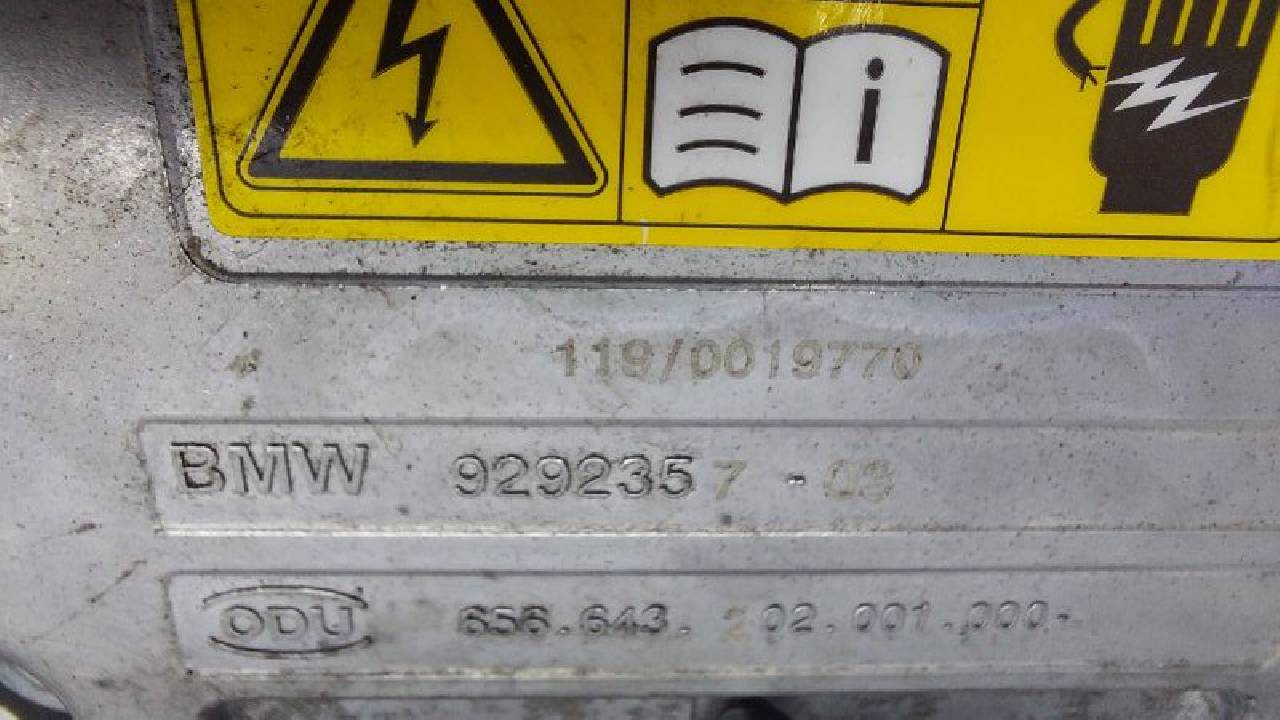 i
119/0019770
BMW 9292357 - 03
ODU 656.643.202.001.000-